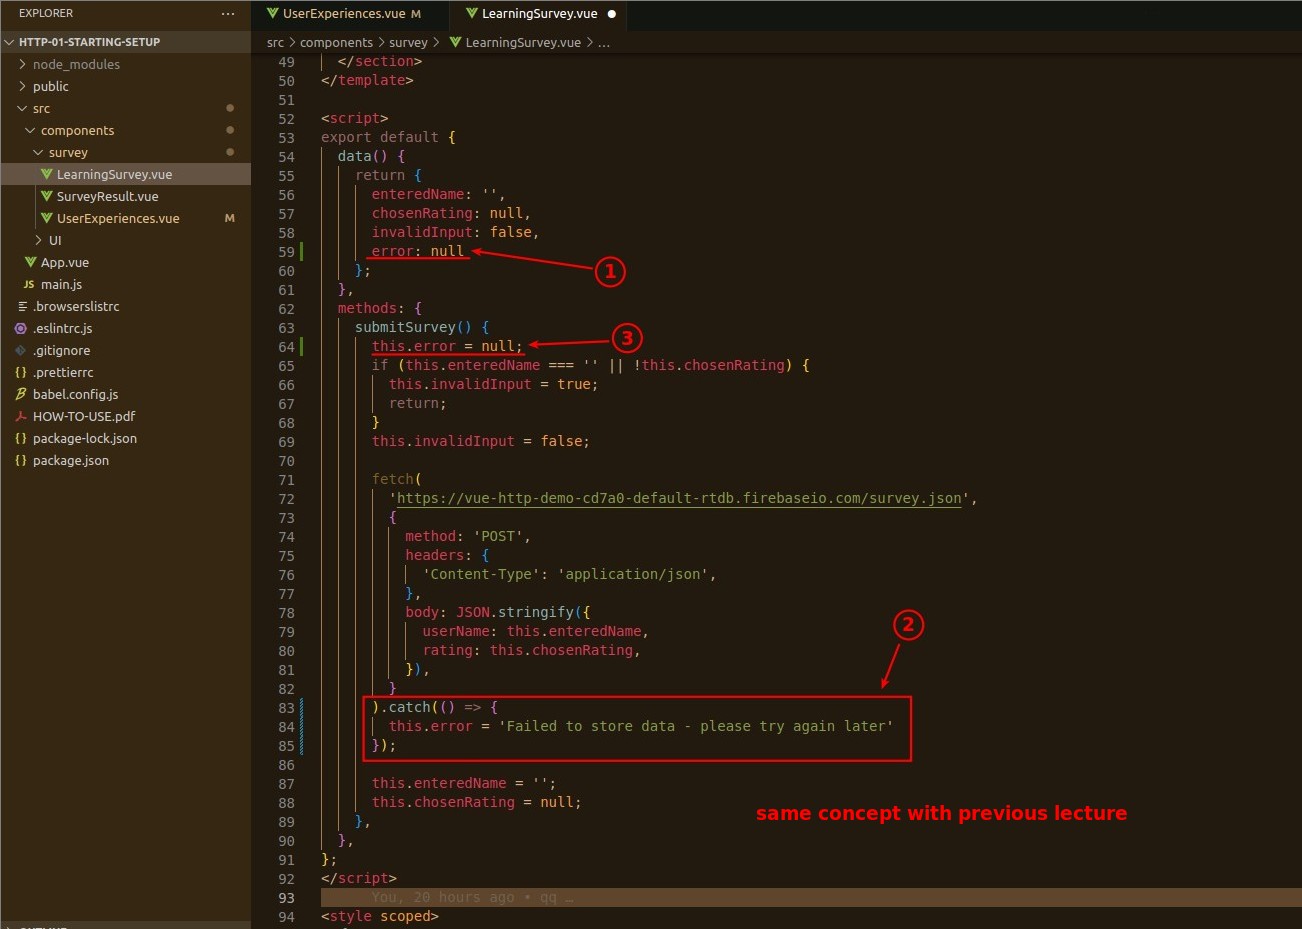 EXPLORER
HTTP-01-STARTING-SETUP
node_modules
public
src
components
survey
LearningSurvey.vue
SurveyResult.vue
UserExperiences.vue M
UI
App.vue
JS main.js
.browserslistrc
.eslintrc.js
.gitignore
{} .prettierrc
babel.config.js
HOW-TO-USE.pdf
{} package-lock.json
{} package.json
UserExperiences.vue M
LearningSurvey.vue
src > components > survey > LearningSurvey.vue > ...
49 </section>
50 </template>
51
52 <script>
53 export default {
54 data() {
55 return {
56 enteredName: '',
57 chosenRating: null,
58 invalidInput: false,
59 error: null
1
60 };
61 },
62 methods: {
63 submitSurvey() {
64 this.error = null;
3
65 if (this.enteredName === '' || !this.chosenRating) {
66 this.invalidInput = true;
67 return;
68 }
69 this.invalidInput = false;
70
71 fetch(
72 'https://vue-http-demo-cd7a0-default-rtdb.firebaseio.com/survey.json',
73 {
74 method: 'POST',
75 headers: {
76 'Content-Type': 'application/json',
77 },
78 body: JSON.stringify({
79 userName: this.enteredName,
2
80 rating: this.chosenRating,
81 }),
82 }
83 ).catch(() => {
84 this.error = 'Failed to store data - please try again later'
85 });
86
87 this.enteredName = '';
88 this.chosenRating = null;
same concept with previous lecture
89 },
90 },
91 };
92 </script>
93 You, 20 hours ago • qq …
94 <style scoped>